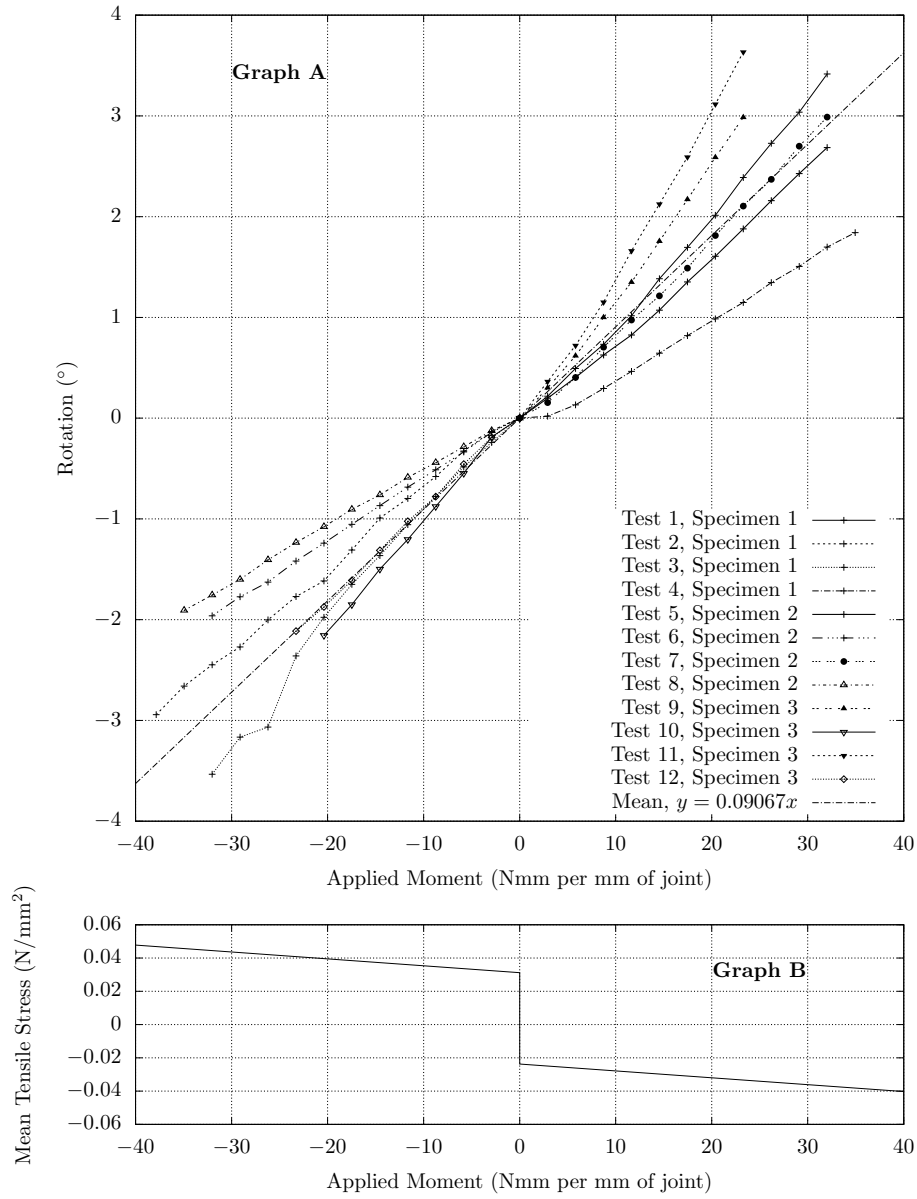 4
3
2
1
0
−1
−2
−3
−4
Rotation (°)
Graph A
Test 1, Specimen 1
Test 2, Specimen 1
Test 3, Specimen 1
Test 4, Specimen 1
Test 5, Specimen 2
Test 6, Specimen 2
Test 7, Specimen 2
Test 8, Specimen 2
Test 9, Specimen 3
Test 10, Specimen 3
Test 11, Specimen 3
Test 12, Specimen 3
Mean, y = 0.09067x
−40 −30 −20 −10 0 10 20 30 40
Applied Moment (Nmm per mm of joint)
0.06
0.04
0.02
0
−0.02
−0.04
−0.06
Mean Tensile Stress (N/mm²)
Graph B
−40 −30 −20 −10 0 10 20 30 40
Applied Moment (Nmm per mm of joint)